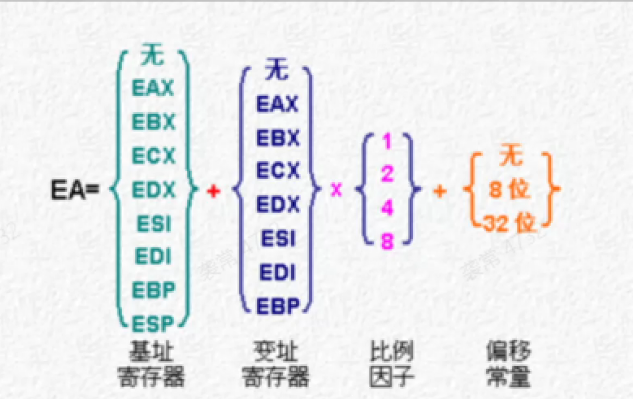 EA=
无
EAX
EBX
ECX
EDX
ESI
EDI
EBP
ESP
+
无
EAX
EBX
ECX
EDX
ESI
EDI
EBP
x
1
2
4
8
+
无
8 位
32 位
基址
寄存器
变址
寄存器
比例
因子
偏移
常量